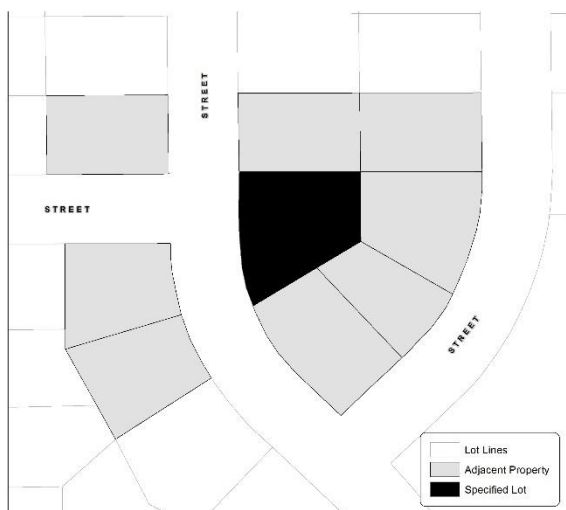 STREET
STREET
STREET
Lot Lines
Adjacent Property
Specified Lot